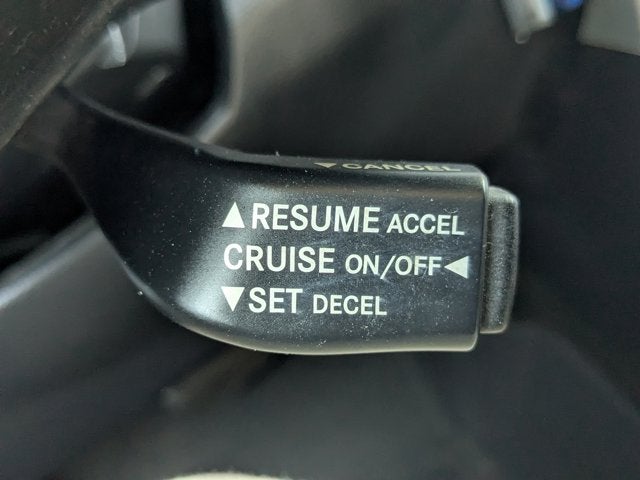 ▼CANCEL
▲RESUME ACCEL
CRUISE ON/OFF◀
▼SET DECEL